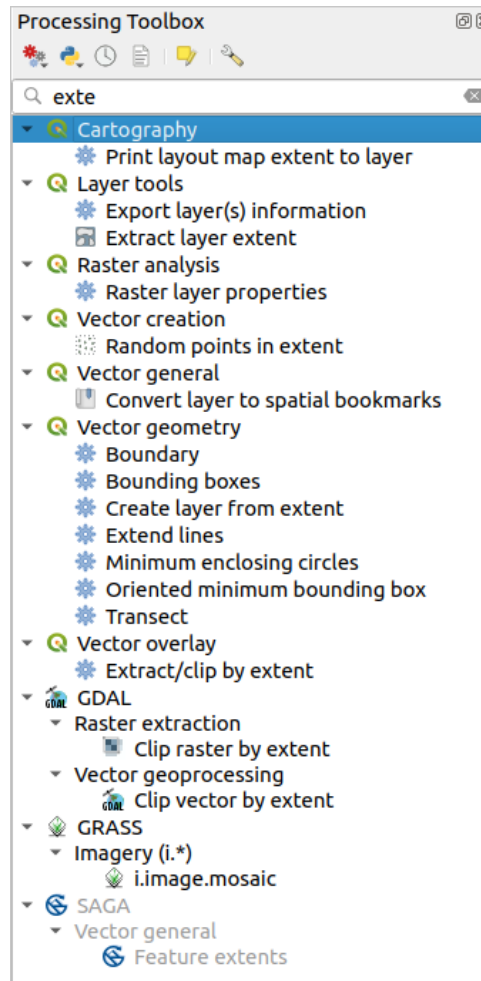 Processing Toolbox
exte
Cartography
Print layout map extent to layer
Layer tools
Export layer(s) information
Extract layer extent
Raster analysis
Raster layer properties
Vector creation
Random points in extent
Vector general
Convert layer to spatial bookmarks
Vector geometry
Boundary
Bounding boxes
Create layer from extent
Extend lines
Minimum enclosing circles
Oriented minimum bounding box
Transect
Vector overlay
Extract/clip by extent
GDAL GDAL
Raster extraction
Clip raster by extent
Vector geoprocessing
GDAL Clip vector by extent
GRASS
Imagery (i.*)
i.image.mosaic
SAGA
Vector general
Feature extents